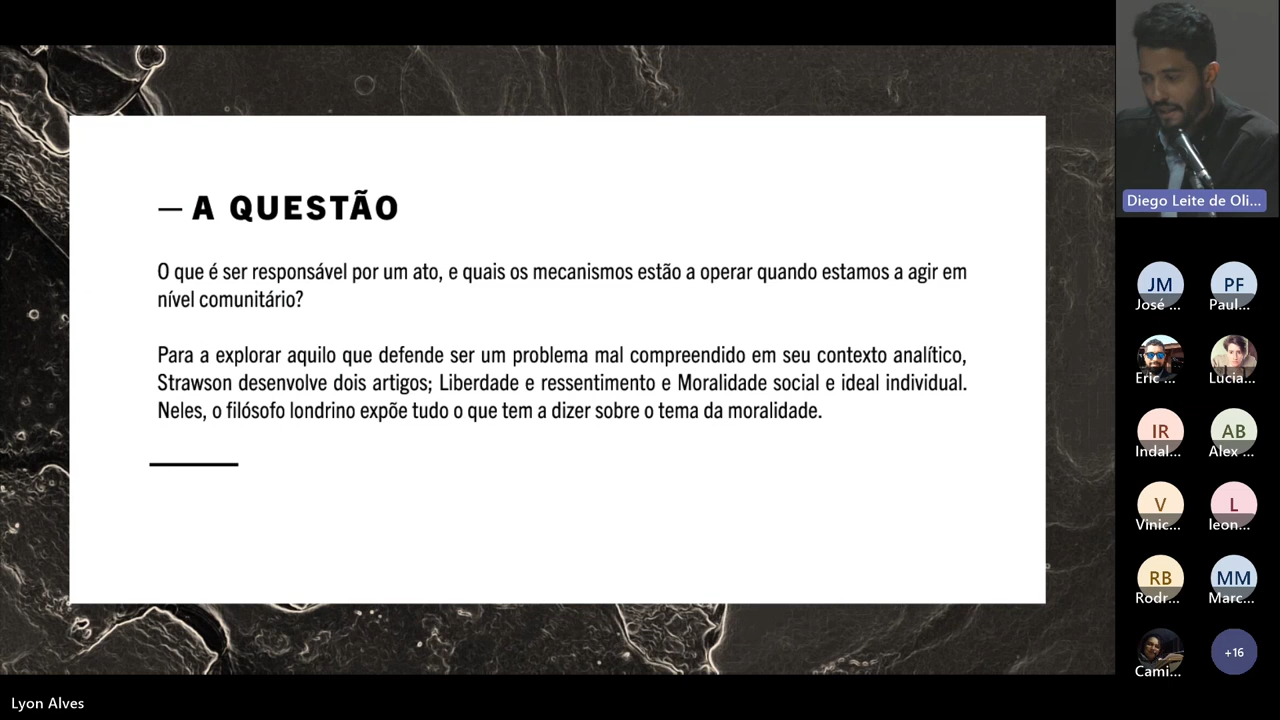 — A QUESTÃO
O que é ser responsável por um ato, e quais os mecanismos estão a operar quando estamos a agir em
nível comunitário?
Para a explorar aquilo que defende ser um problema mal compreendido em seu contexto analítico,
Strawson desenvolve dois artigos; Liberdade e ressentimento e Moralidade social e ideal individual.
Neles, o filósofo londrino expõe tudo o que tem a dizer sobre o tema da moralidade.
Diego Leite de Oli...
JM
José ...
PF
Paul...
Eric ...
Lucia...
IR
Indal...
AB
Alex ...
V
Vinic...
L
leon...
RB
Rodr...
MM
Marc...
Cami...
+16
Lyon Alves